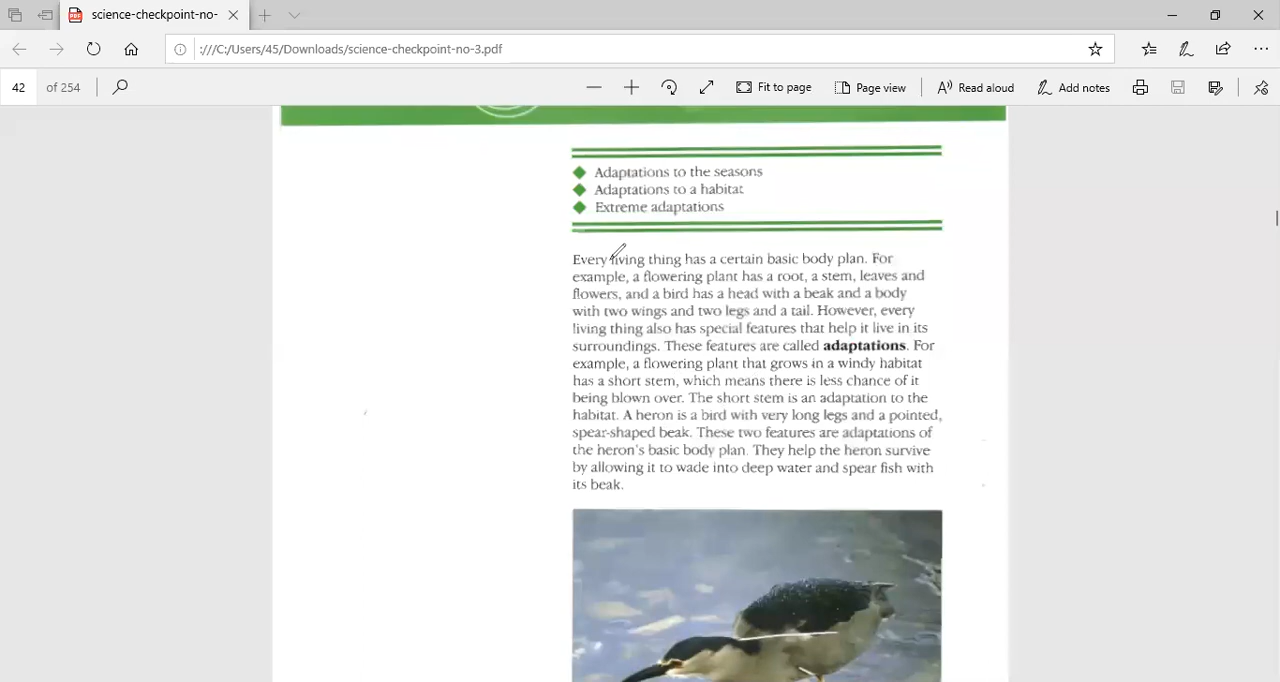 science-checkpoint-no-
:///C:/Users/45/Downloads/science-checkpoint-no-3.pdf
42 of 254 Fit to page Page view Read aloud Add notes
Adaptations to the seasons
Adaptations to a habitat
Extreme adaptations
Every living thing has a certain basic body plan. For
example, a flowering plant has a root, a stem, leaves and
flowers, and a bird has a head with a beak and a body
with two wings and two legs and a tail. However, every
living thing also has special features that help it live in its
surroundings. These features are called adaptations. For
example, a flowering plant that grows in a windy habitat
has a short stem, which means there is less chance of it
being blown over. The short stem is an adaptation to the
habitat. A heron is a bird with very long legs and a pointed,
spear-shaped beak. These two features are adaptations of
the heron's basic body plan. They help the heron survive
by allowing it to wade into deep water and spear fish with
its beak.